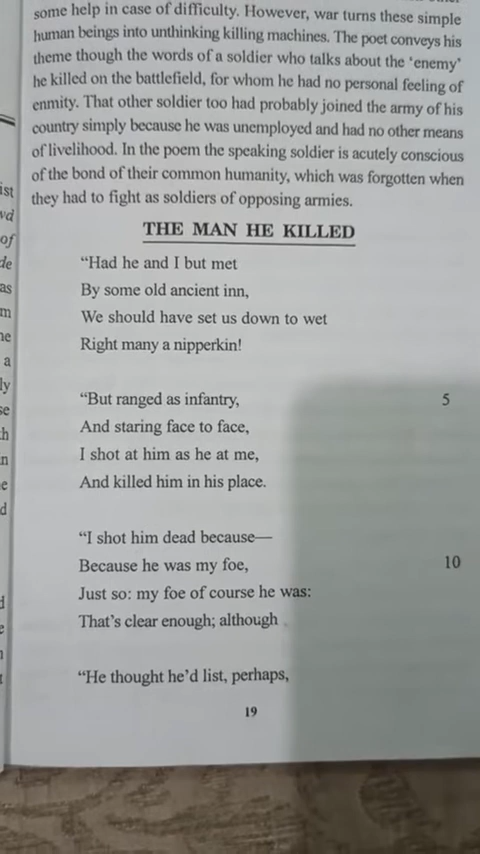 some help in case of difficulty. However, war turns these simple
human beings into unthinking killing machines. The poet conveys his
theme though the words of a soldier who talks about the 'enemy'
he killed on the battlefield, for whom he had no personal feeling of
enmity. That other soldier too had probably joined the army of his
country simply because he was unemployed and had no other means
of livelihood. In the poem the speaking soldier is acutely conscious
of the bond of their common humanity, which was forgotten when
they had to fight as soldiers of opposing armies.
THE MAN HE KILLED
"Had he and I but met
By some old ancient inn,
We should have set us down to wet
Right many a nipperkin!
"But ranged as infantry, 5
And staring face to face,
I shot at him as he at me,
And killed him in his place.
"I shot him dead because—
Because he was my foe, 10
Just so: my foe of course he was:
That's clear enough; although
"He thought he'd list, perhaps,
19